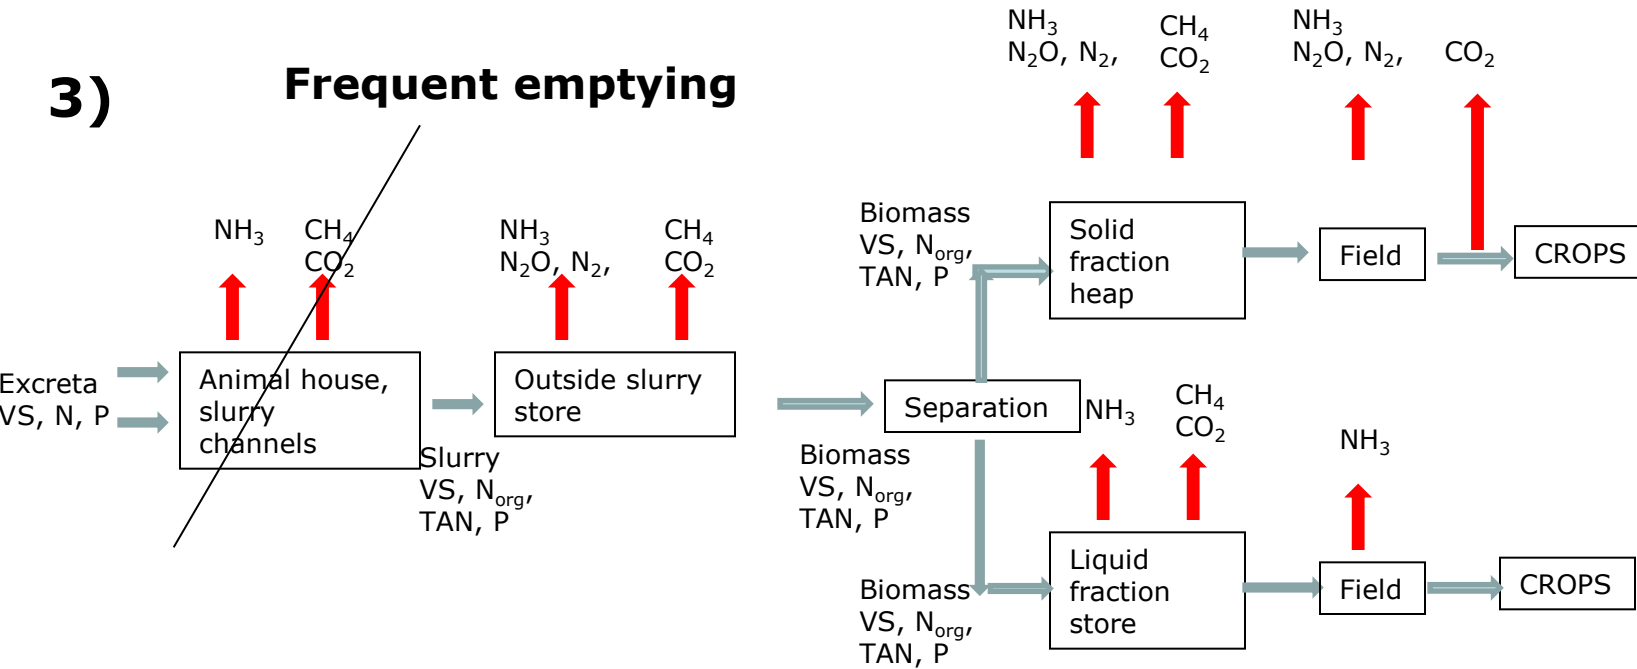 3)
Frequent emptying
NH₃
CH₄
CO₂
Excreta
VS, N, P
Animal house,
slurry
channels
Slurry
VS, Nₒᵣg,
TAN, P
NH₃
N₂O, N₂,
CH₄
CO₂
Outside slurry
store
Separation
Biomass
VS, Nₒᵣg,
TAN, P
Biomass
VS, Nₒᵣg,
TAN, P
NH₃
N₂O, N₂,
CH₄
CO₂
Solid
fraction
heap
NH₃
N₂O, N₂,
CO₂
Field
CROPS
Biomass
VS, Nₒᵣg,
TAN, P
NH₃
CH₄
CO₂
Liquid
fraction
store
NH₃
Field
CROPS